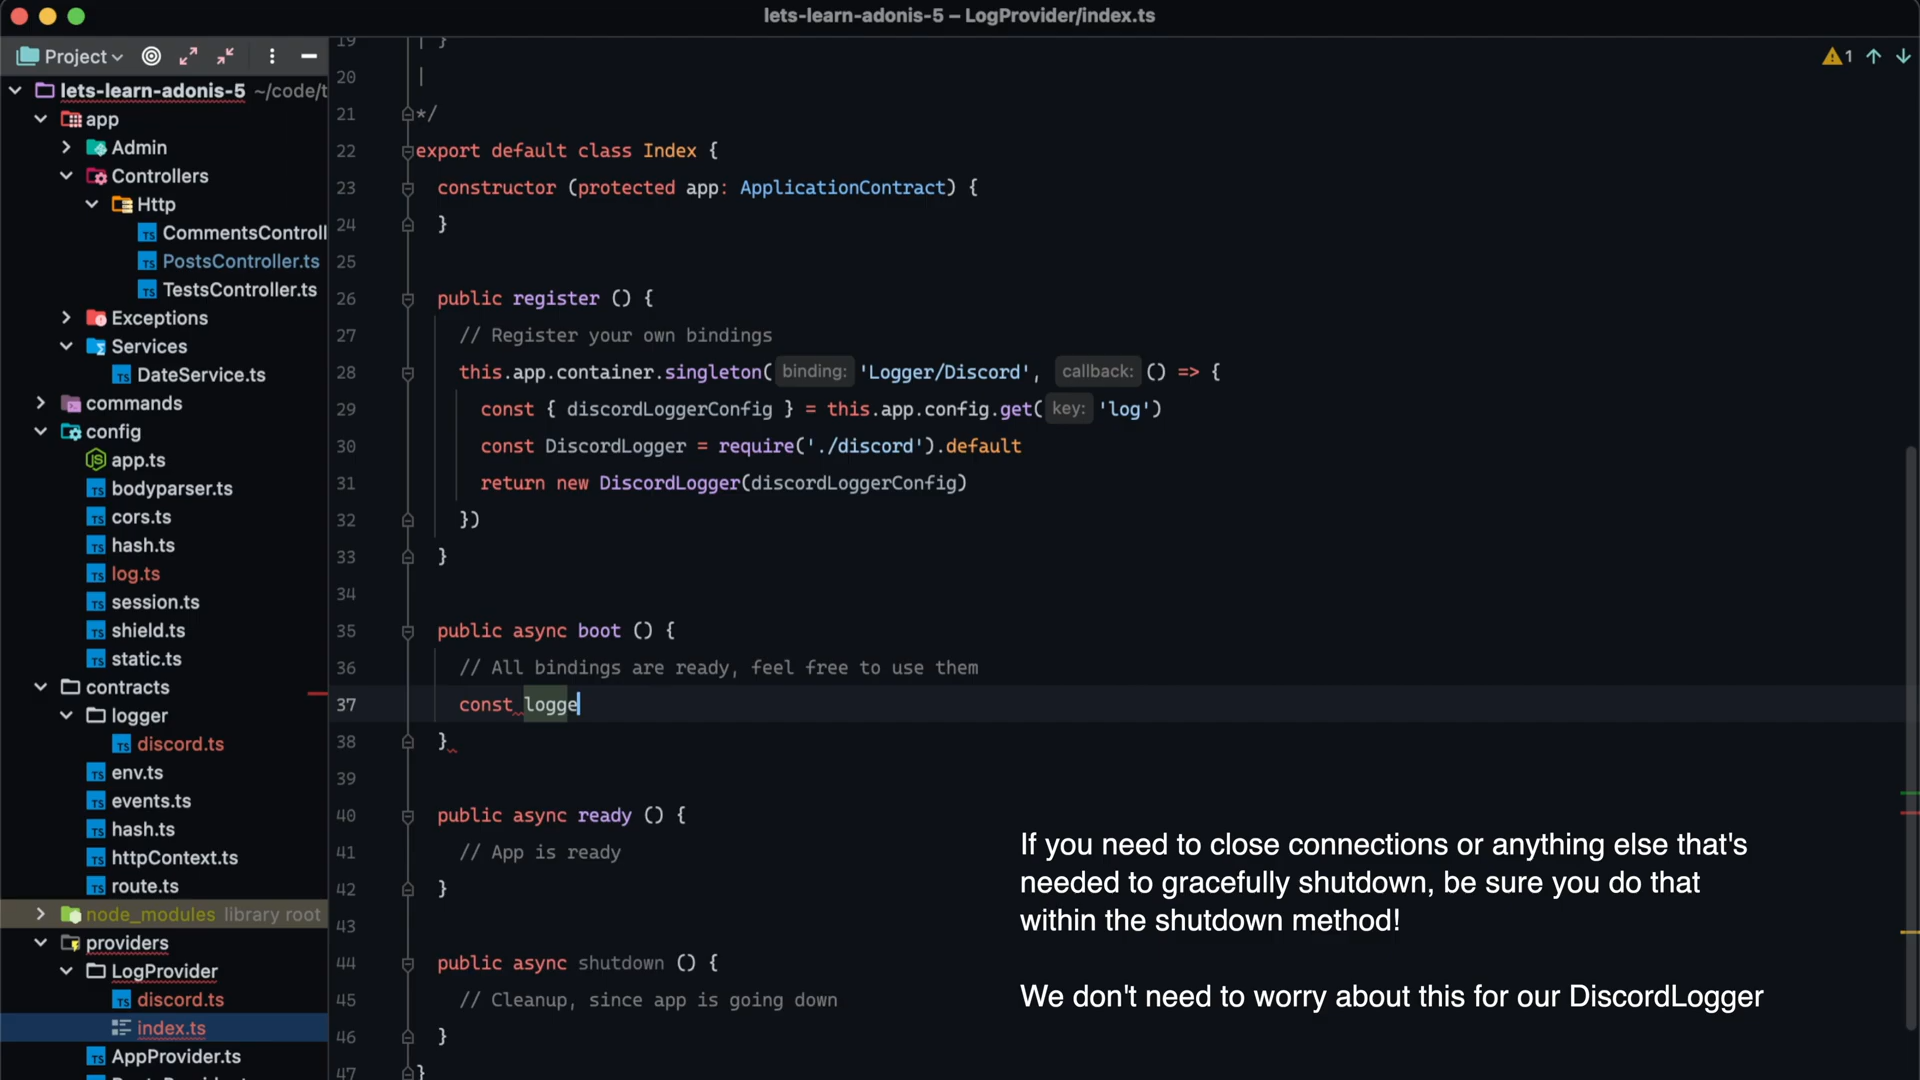 lets-learn-adonis-5 – LogProvider/index.ts
Project
lets-learn-adonis-5 ~/code/t
app
Admin
Controllers
Http
CommentsControll
PostsController.ts
TestsController.ts
Exceptions
Services
DateService.ts
commands
config
app.ts
bodyparser.ts
cors.ts
hash.ts
log.ts
session.ts
shield.ts
static.ts
contracts
logger
discord.ts
env.ts
events.ts
hash.ts
httpContext.ts
route.ts
node_modules library root
providers
LogProvider
discord.ts
index.ts
AppProvider.ts
1
19 | }
20 |
21 */
22 export default class Index {
23 constructor (protected app: ApplicationContract) {
24 }
25
26 public register () {
27 // Register your own bindings
28 this.app.container.singleton( binding: 'Logger/Discord', callback: () => {
29 const { discordLoggerConfig } = this.app.config.get( key: 'log')
30 const DiscordLogger = require('./discord').default
31 return new DiscordLogger(discordLoggerConfig)
32 })
33 }
34
35 public async boot () {
36 // All bindings are ready, feel free to use them
37 const logge
38 }
39
40 public async ready () {
41 // App is ready
42 }
43
44 public async shutdown () {
45 // Cleanup, since app is going down
46 }
47 }
If you need to close connections or anything else that's
needed to gracefully shutdown, be sure you do that
within the shutdown method!
We don't need to worry about this for our DiscordLogger